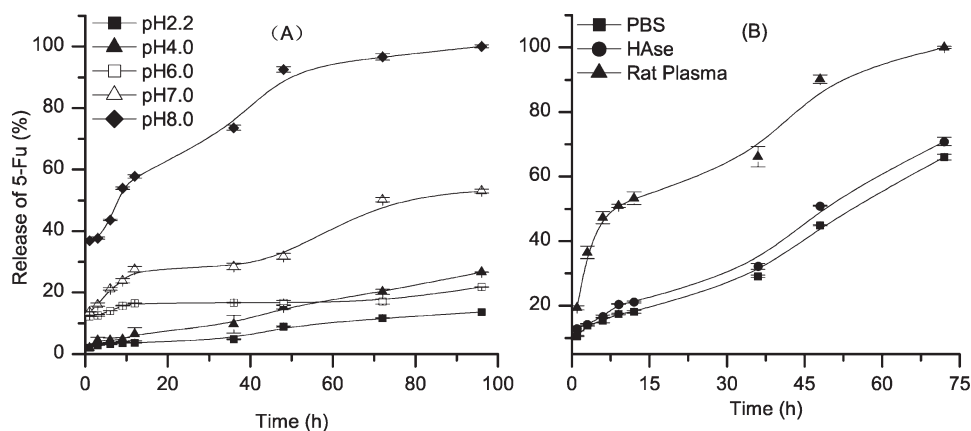 (A)
pH2.2
pH4.0
pH6.0
pH7.0
pH8.0
Release of 5-Fu (%)
100
80
60
40
20
0
0 20 40 60 80 100
Time (h)
(B)
PBS
HAse
Rat Plasma
100
80
60
40
20
0 15 30 45 60 75
Time (h)